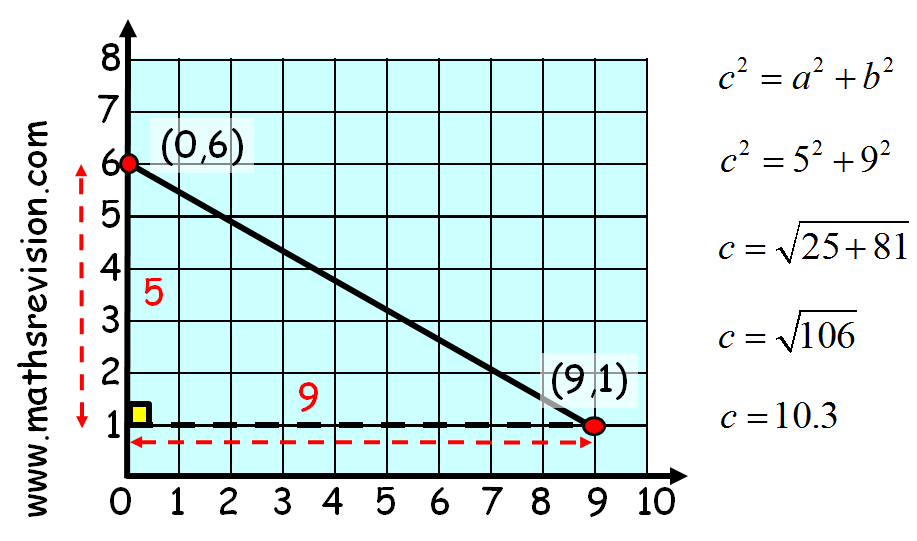 www.mathsrevision.com
8
7
6
5
4
3
2
1
0 1 2 3 4 5 6 7 8 9 10
(0,6)
5
9
(9,1)
c² = a² + b²
c² = 5² + 9²
c = √25 + 81
c = √106
c = 10.3